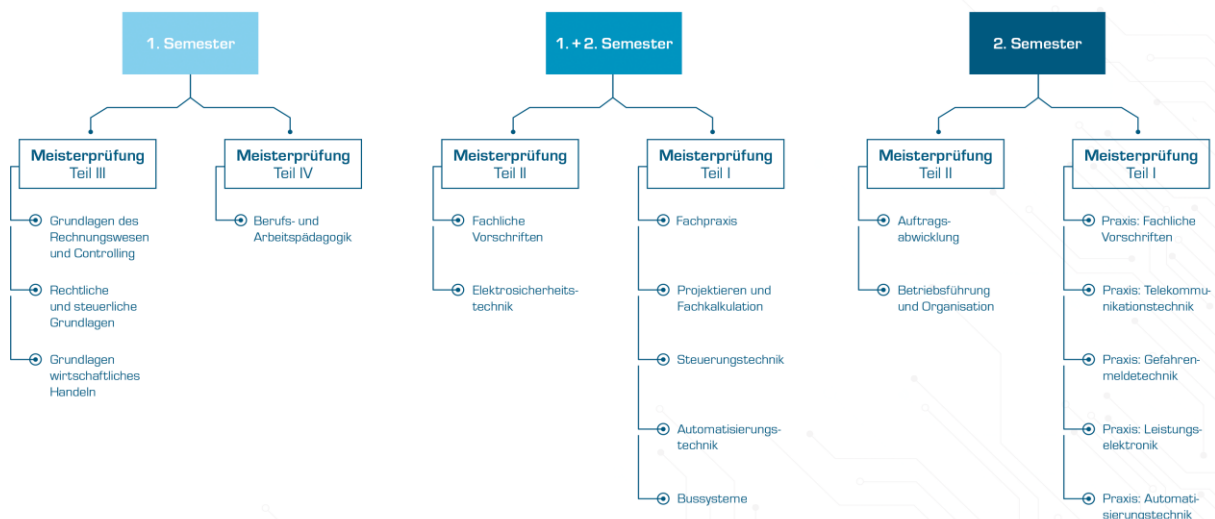 1. Semester
Meisterprüfung
Teil III
Grundlagen des
Rechnungswesen
und Controlling
Rechtliche
und steuerliche
Grundlagen
Grundlagen
wirtschaftliches
Handeln
Meisterprüfung
Teil IV
Berufs- und
Arbeitspädagogik
1. + 2. Semester
Meisterprüfung
Teil II
Fachliche
Vorschriften
Elektrosicherheits-
technik
Meisterprüfung
Teil I
Fachpraxis
Projektieren und
Fachkalkulation
Steuerungstechnik
Automatisierungs-
technik
Bussysteme
2. Semester
Meisterprüfung
Teil II
Auftrags-
abwicklung
Betriebsführung
und Organisation
Meisterprüfung
Teil I
Praxis: Fachliche
Vorschriften
Praxis: Telekommu-
nikationstechnik
Praxis: Gefahren-
meldetechnik
Praxis: Leistungs-
elektronik
Praxis: Automati-
sierungstechnik